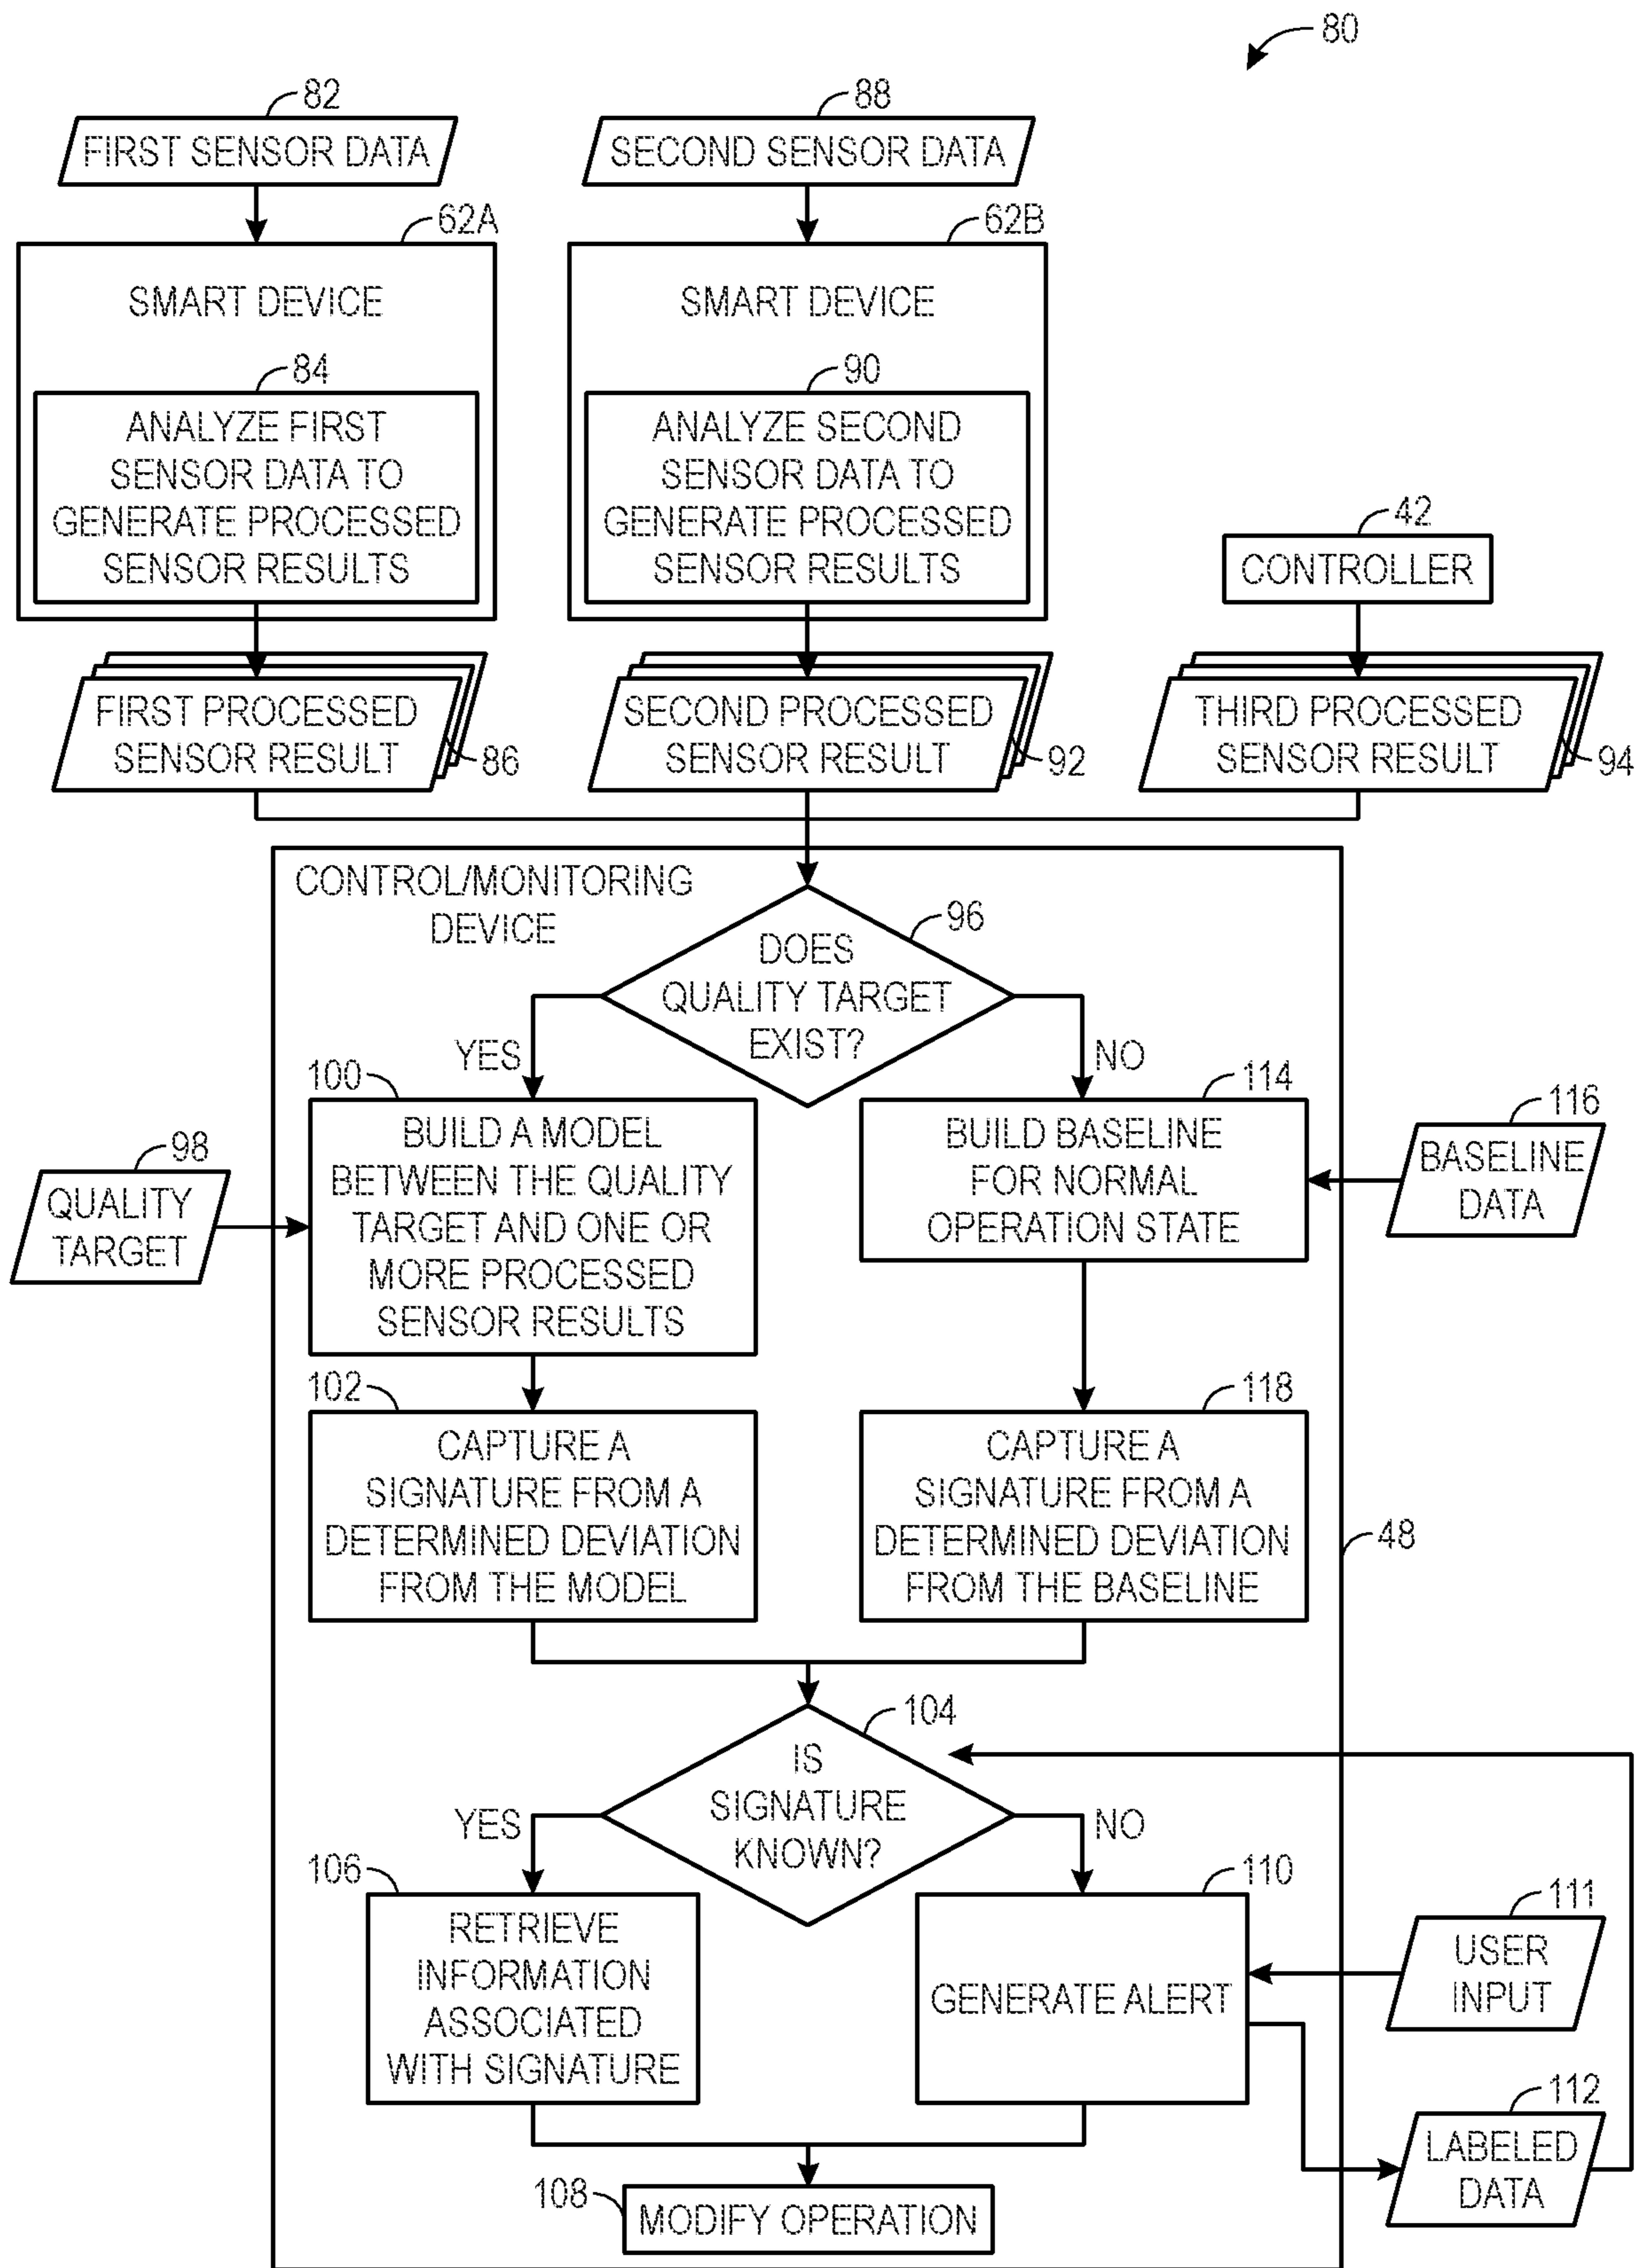 80
82
FIRST SENSOR DATA
88
SECOND SENSOR DATA
62A
SMART DEVICE
84
ANALYZE FIRST
SENSOR DATA TO
GENERATE PROCESSED
SENSOR RESULTS
62B
SMART DEVICE
90
ANALYZE SECOND
SENSOR DATA TO
GENERATE PROCESSED
SENSOR RESULTS
42
CONTROLLER
FIRST PROCESSED
SENSOR RESULT
86
SECOND PROCESSED
SENSOR RESULT
92
THIRD PROCESSED
SENSOR RESULT
94
CONTROL/MONITORING
DEVICE
96
DOES
QUALITY TARGET
EXIST?
YES
NO
98
QUALITY
TARGET
100
BUILD A MODEL
BETWEEN THE QUALITY
TARGET AND ONE OR
MORE PROCESSED
SENSOR RESULTS
114
BUILD BASELINE
FOR NORMAL
OPERATION STATE
116
BASELINE
DATA
102
CAPTURE A
SIGNATURE FROM A
DETERMINED DEVIATION
FROM THE MODEL
118
CAPTURE A
SIGNATURE FROM A
DETERMINED DEVIATION
FROM THE BASELINE
48
104
IS
SIGNATURE
KNOWN?
YES
NO
106
RETRIEVE
INFORMATION
ASSOCIATED
WITH SIGNATURE
110
GENERATE ALERT
111
USER
INPUT
112
LABELED
DATA
108
MODIFY OPERATION